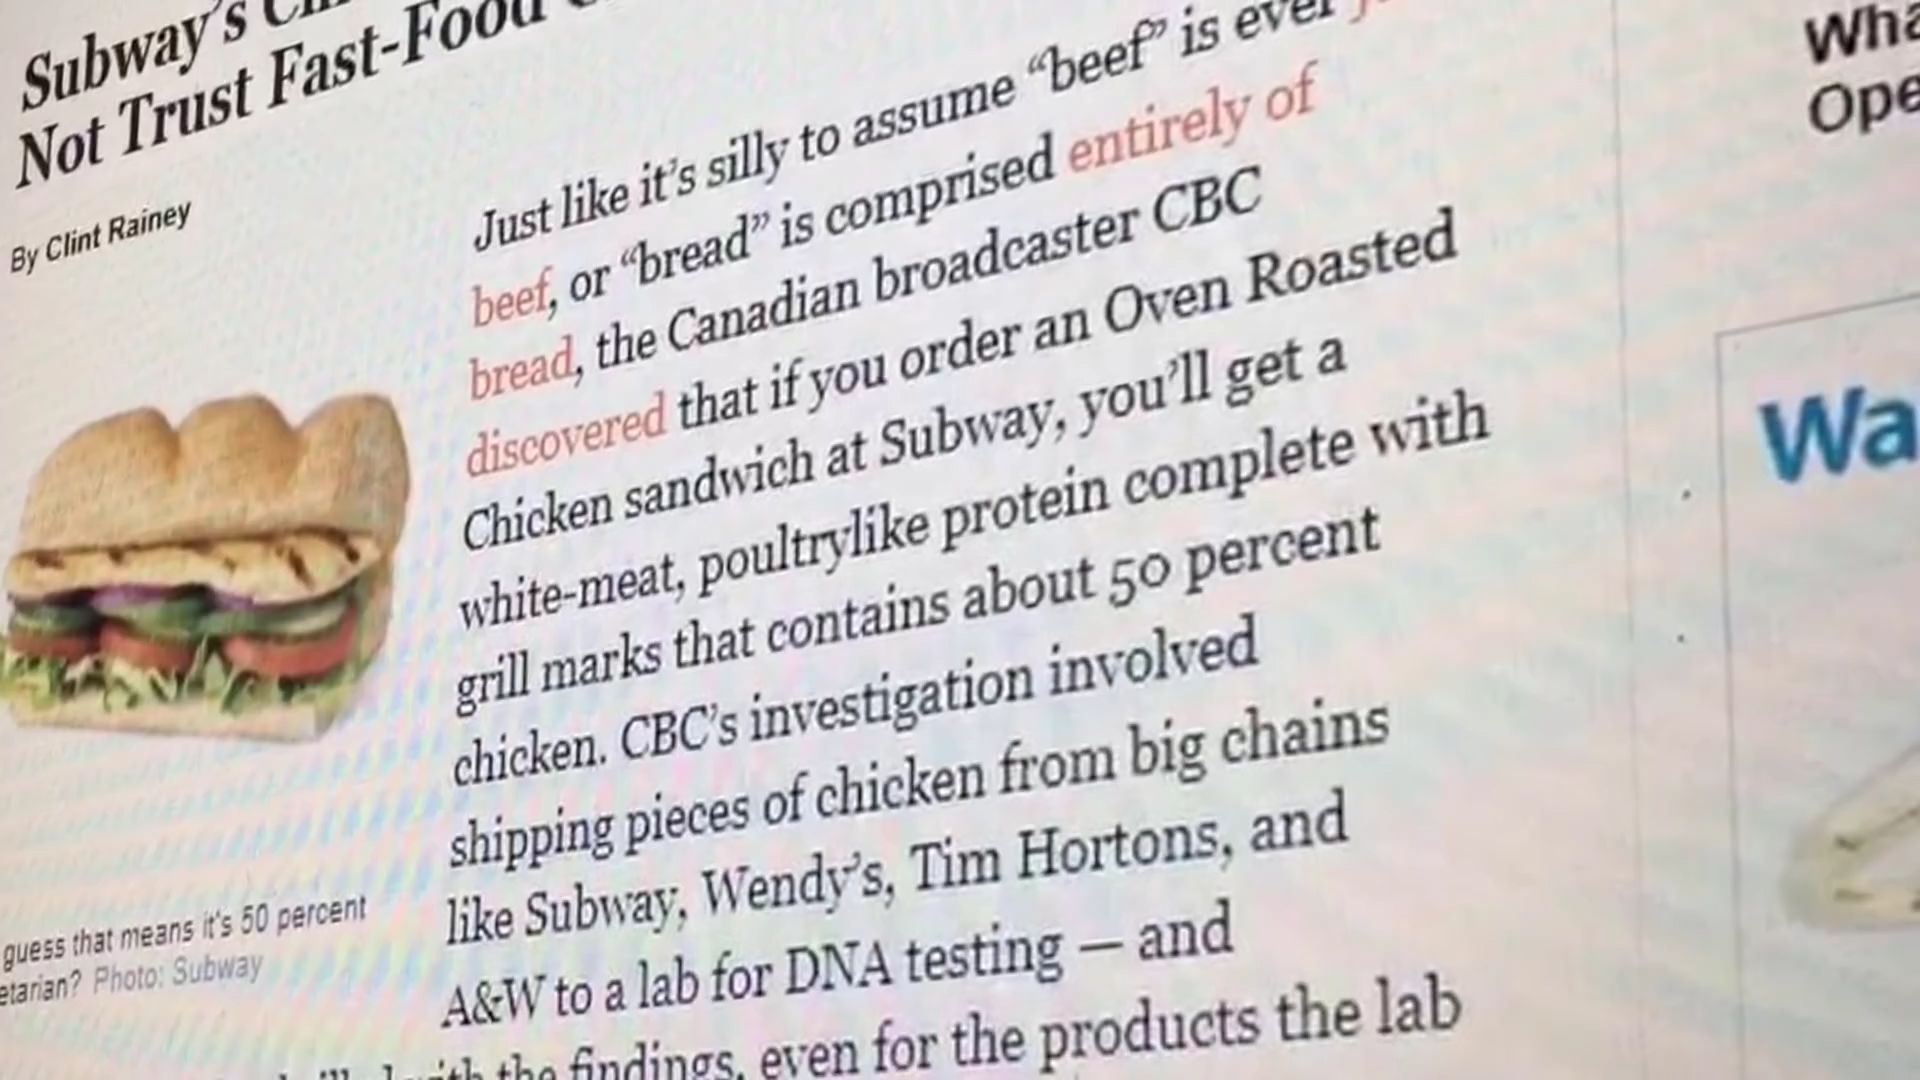 Subway's
Not Trust Fast-Food
By Clint Rainey
Just like it's silly to assume “beef” is ever
beef, or “bread” is comprised entirely of
bread, the Canadian broadcaster CBC
discovered that if you order an Oven Roasted
Chicken sandwich at Subway, you'll get a
white-meat, poultrylike protein complete with
grill marks that contains about 50 percent
chicken. CBC's investigation involved
shipping pieces of chicken from big chains
like Subway, Wendy's, Tim Hortons, and
A&W to a lab for DNA testing — and
with the findings, even for the products the lab
guess that means it's 50 percent
etarian? Photo: Subway
Wha
Ope
Wa